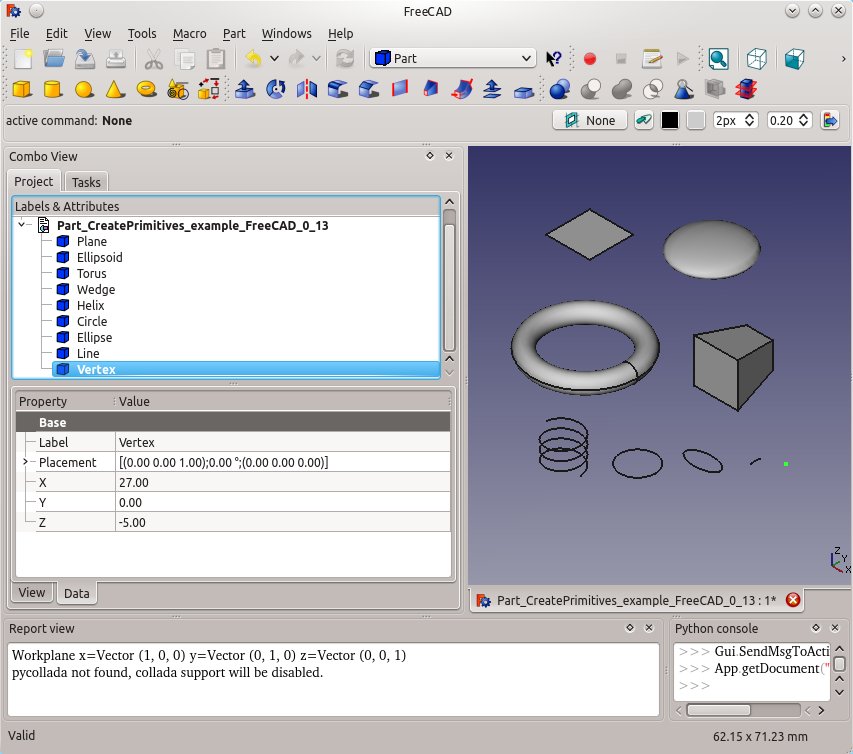 FreeCAD
File Edit View Tools Macro Part Windows Help
Part
active command: None
None
2px
0.20
Combo View
Project Tasks
Labels & Attributes
Part_CreatePrimitives_example_FreeCAD_0_13
Plane
Ellipsoid
Torus
Wedge
Helix
Circle
Ellipse
Line
Vertex
Property Value
Base
Label Vertex
Placement [(0.00 0.00 1.00);0.00 °;(0.00 0.00 0.00)]
X 27.00
Y 0.00
Z -5.00
View Data
Z
Y
X
Part_CreatePrimitives_example_FreeCAD_0_13 : 1*
Report view
Workplane x=Vector (1, 0, 0) y=Vector (0, 1, 0) z=Vector (0, 0, 1)
pycollada not found, collada support will be disabled.
Python console
>>> Gui.SendMsgToActi
>>> App.getDocument("
>>>
Valid
62.15 x 71.23 mm